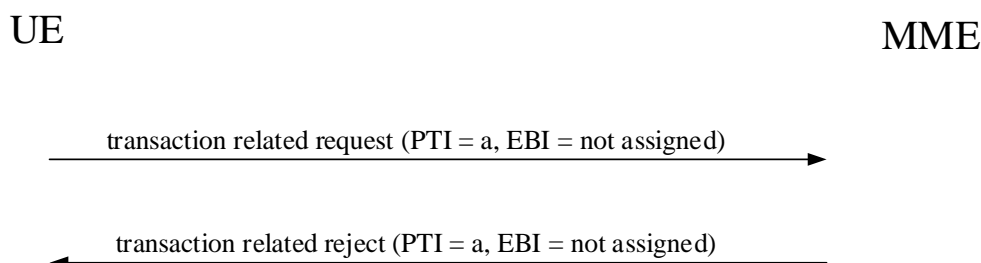 UE
MME
transaction related request (PTI = a, EBI = not assigned)
transaction related reject (PTI = a, EBI = not assigned)